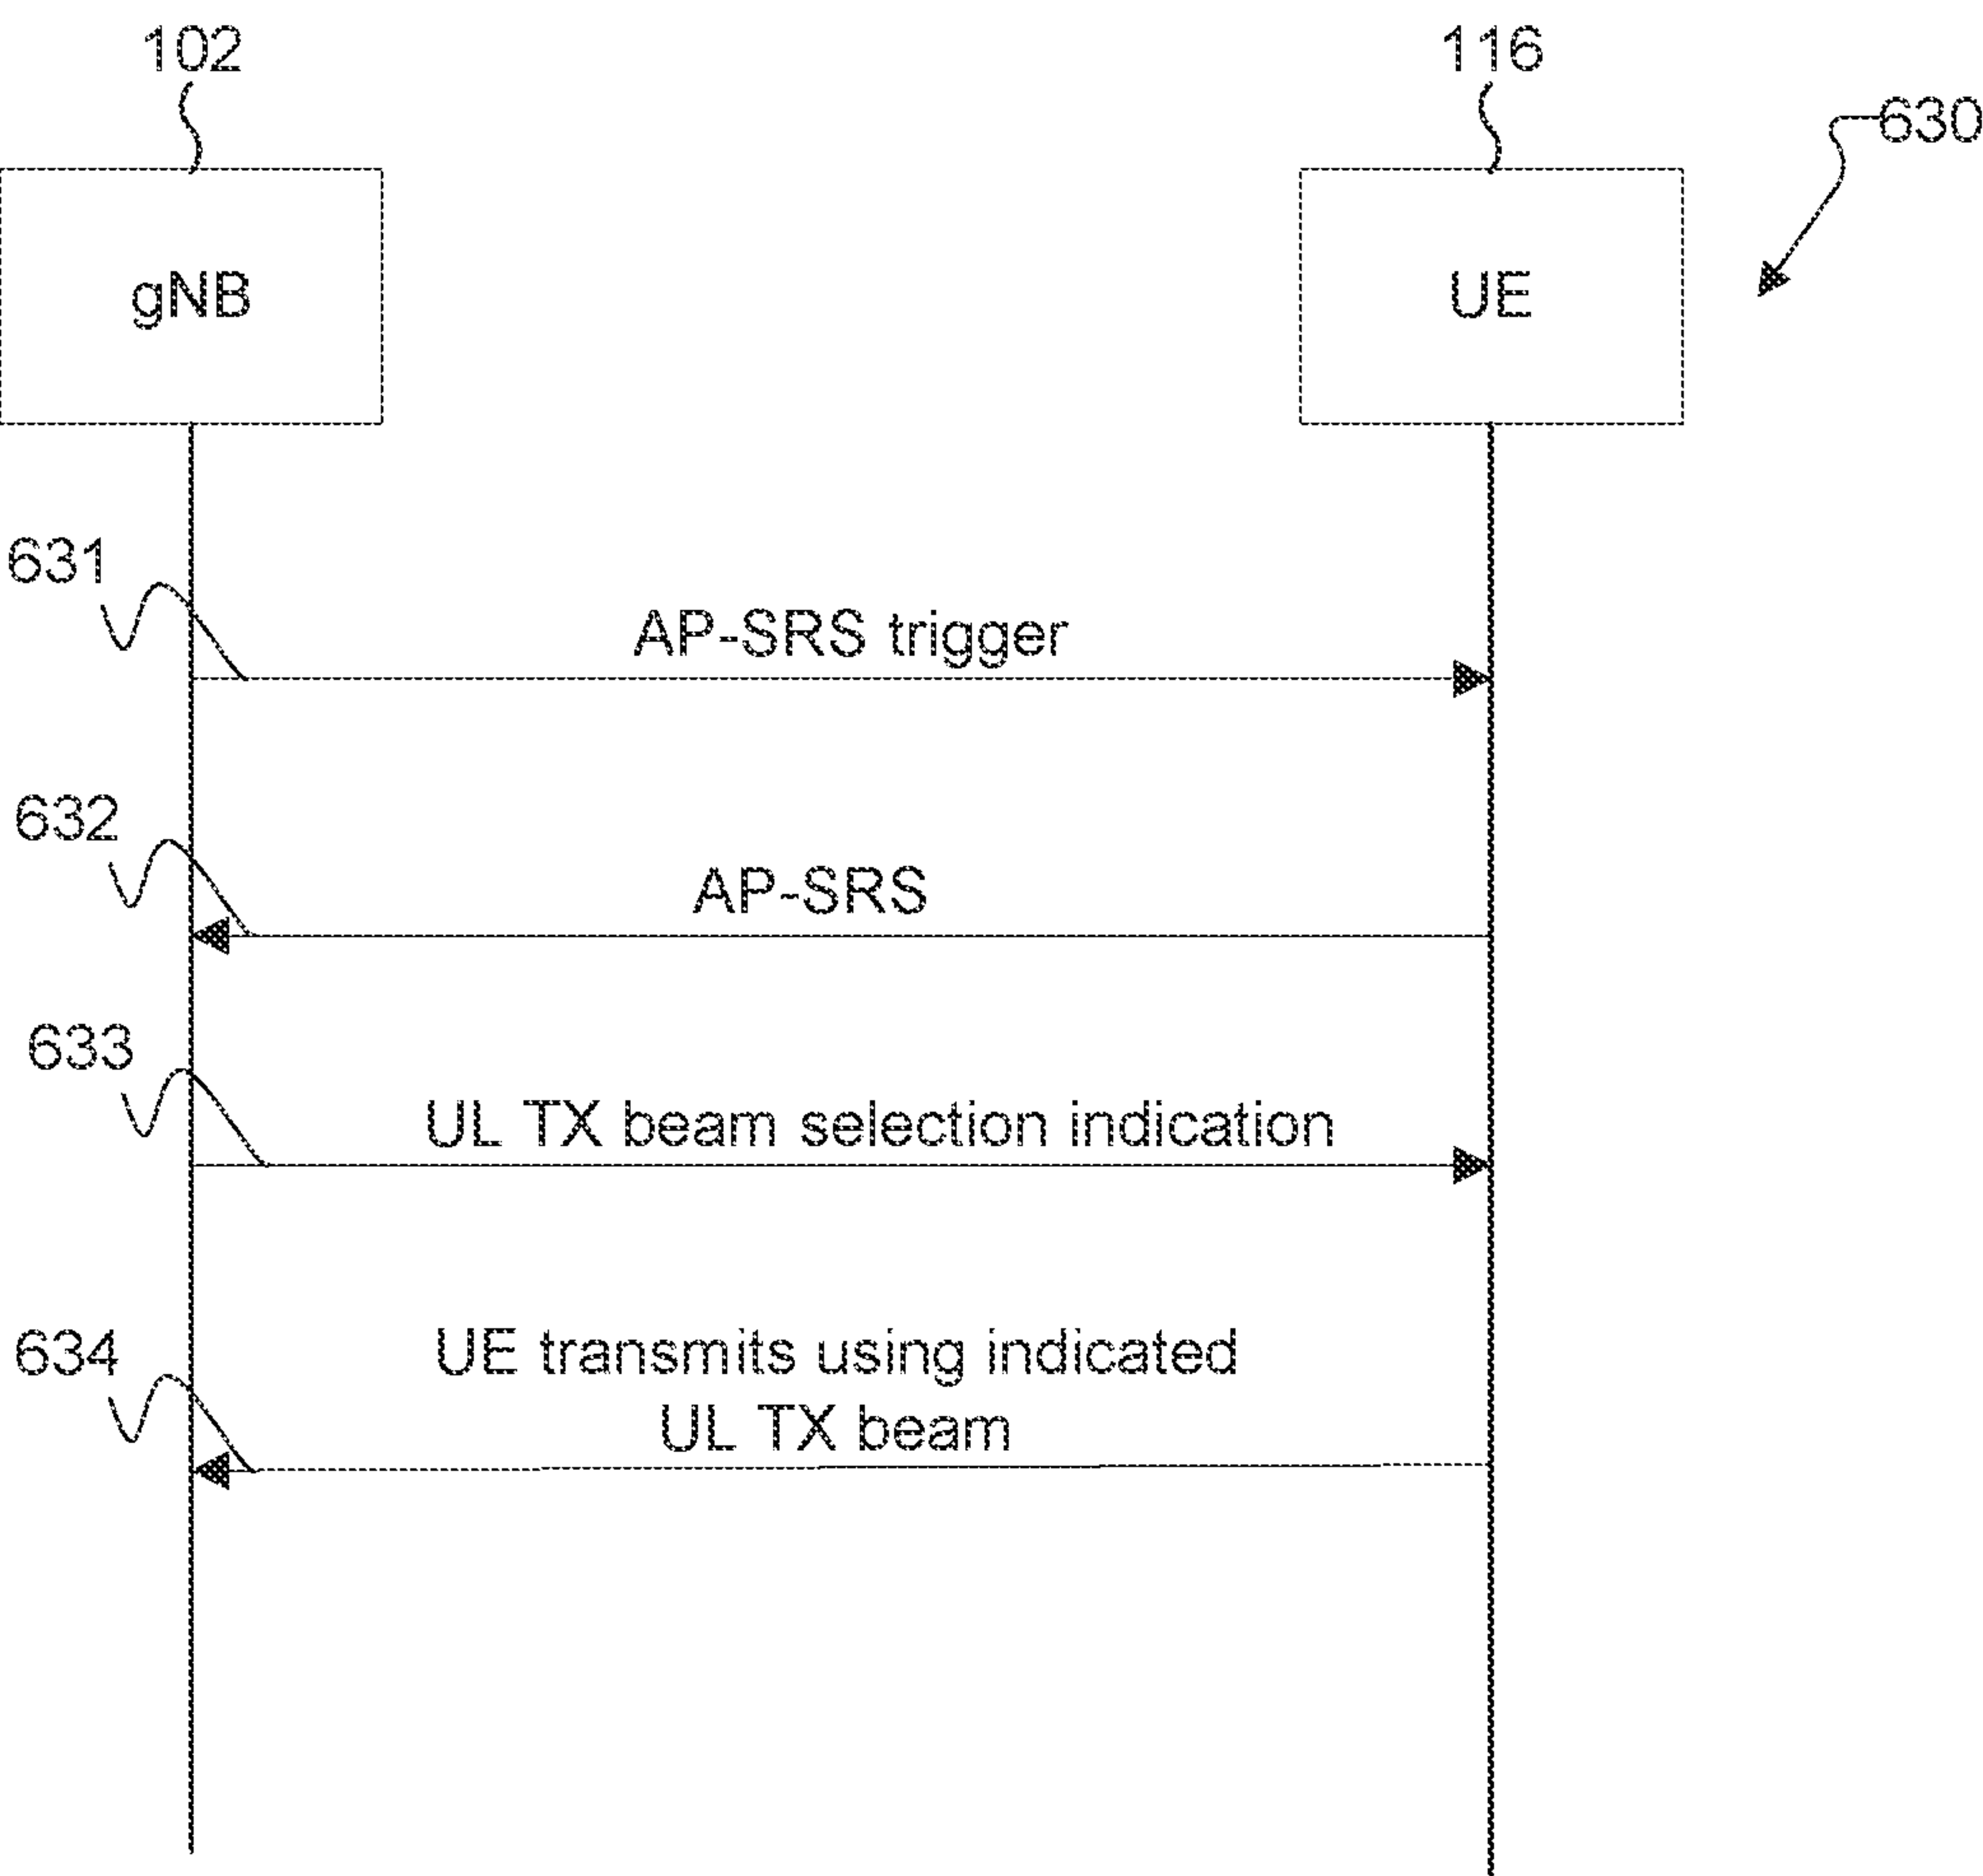 102
116
630
gNB
UE
631
AP-SRS trigger
632
AP-SRS
633
UL TX beam selection indication
634
UE transmits using indicated
UL TX beam